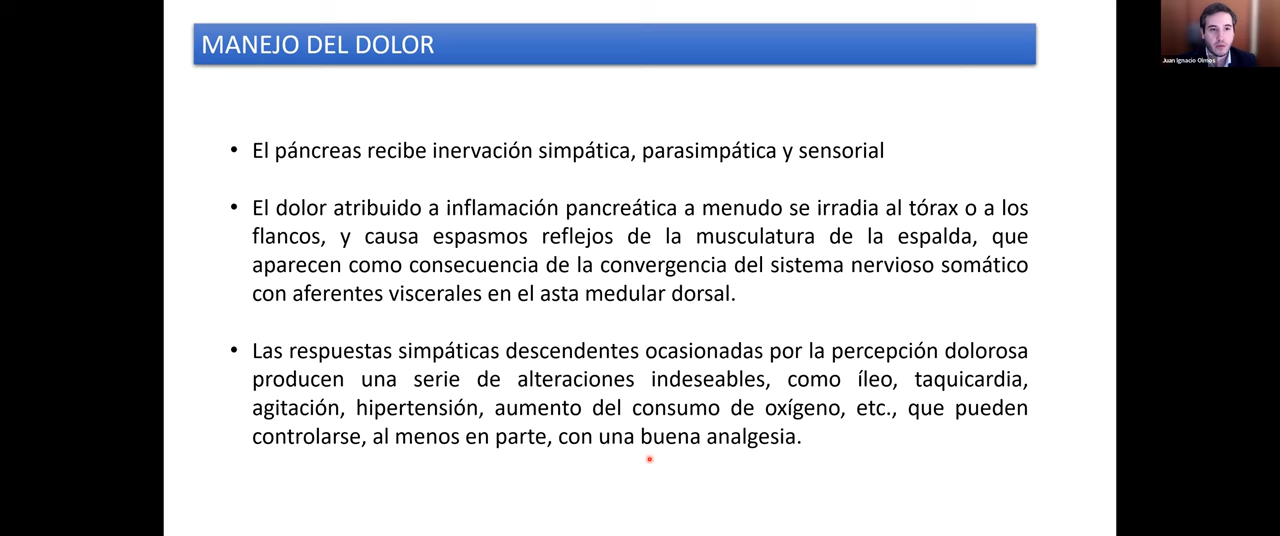 MANEJO DEL DOLOR
Juan Ignacio Olmos
• El páncreas recibe inervación simpática, parasimpática y sensorial
• El dolor atribuido a inflamación pancreática a menudo se irradia al tórax o a los
flancos, y causa espasmos reflejos de la musculatura de la espalda, que
aparecen como consecuencia de la convergencia del sistema nervioso somático
con aferentes viscerales en el asta medular dorsal.
• Las respuestas simpáticas descendentes ocasionadas por la percepción dolorosa
producen una serie de alteraciones indeseables, como íleo, taquicardia,
agitación, hipertensión, aumento del consumo de oxígeno, etc., que pueden
controlarse, al menos en parte, con una buena analgesia.